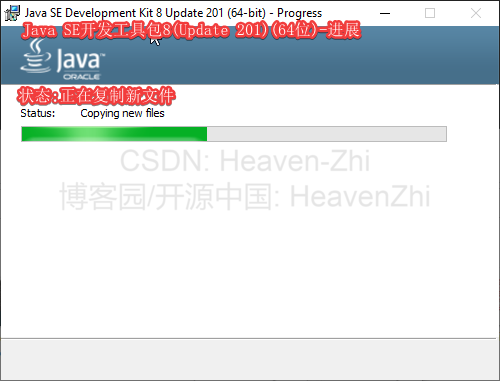 Java SE Development Kit 8 Update 201 (64-bit) - Progress
Java SE开发工具包8(Update 201)(64位)-进展
Java
ORACLE
状态:正在复制新文件
Status: Copying new files
CSDN: Heaven-Zhi
博客园/开源中国: HeavenZhi